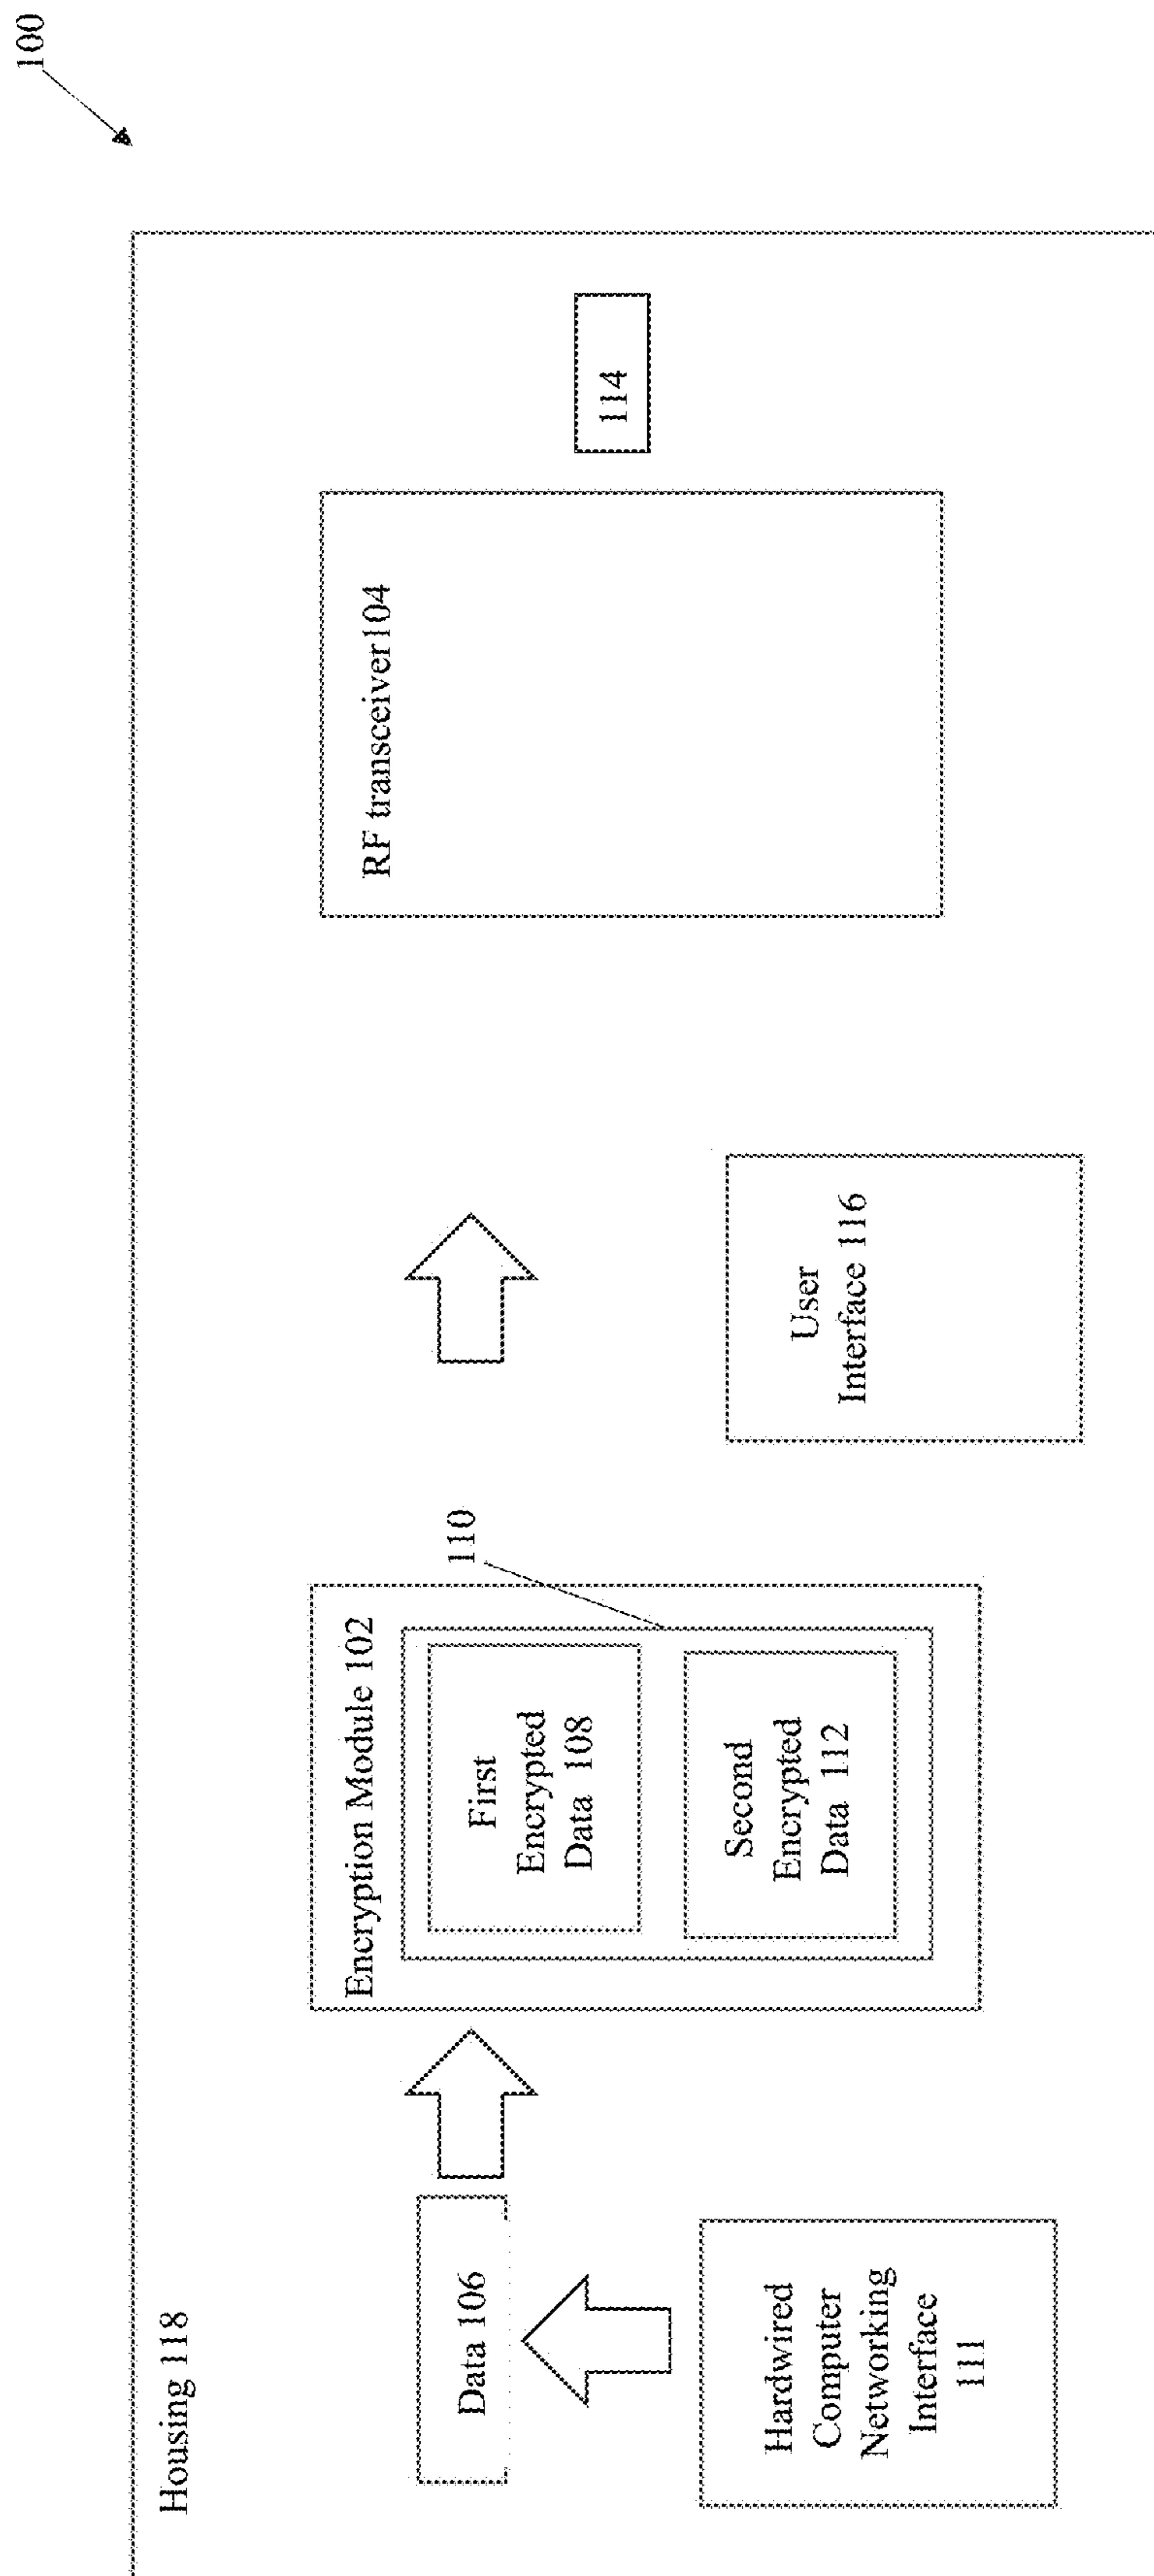 100
Housing 118
Data 106
Hardwired
Computer
Networking
Interface
111
Encryption Module 102
First
Encrypted
Data 108
Second
Encrypted
Data 112
110
User
Interface 116
RF transceiver104
114